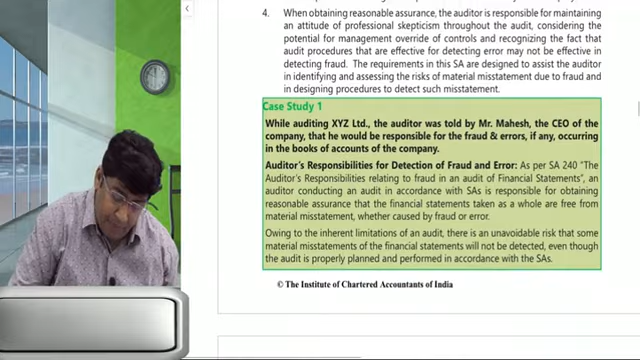 4. When obtaining reasonable assurance, the auditor is responsible for maintaining
an attitude of professional skepticism throughout the audit, considering the
potential for management override of controls and recognizing the fact that
audit procedures that are effective for detecting error may not be effective in
detecting fraud. The requirements in this SA are designed to assist the auditor
in identifying and assessing the risks of material misstatement due to fraud and in
designing procedures to detect such misstatement.
Case Study 1
While auditing XYZ Ltd., the auditor was told by Mr. Mahesh, the CEO of the
company, that he would be responsible for the fraud & errors, if any, occurring
in the books of accounts of the company.
Auditor's Responsibilities for Detection of Fraud and Error: As per SA 240 "The
Auditor's Responsibilities relating to fraud in an audit of Financial Statements", an
auditor conducting an audit in accordance with SAs is responsible for obtaining
reasonable assurance that the financial statements taken as a whole are free from
material misstatement, whether caused by fraud or error.
Owing to the inherent limitations of an audit, there is an unavoidable risk that some
material misstatements of the financial statements will not be detected, even though
the audit is properly planned and performed in accordance with the SAs.
© The Institute of Chartered Accountants of India